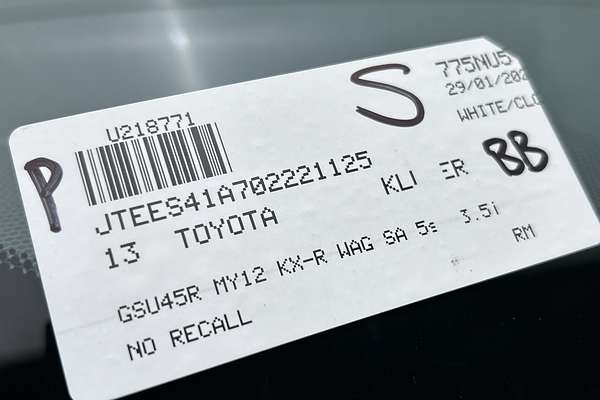 U218771
S
775NU5
29/01/202
WHITE/CLO
P
JTEES41A702221125
BB
13 TOYOTA
KLU ER
GSU45R MY12 KX-R WAG SA 5s 3.5i
RM
NO RECALL